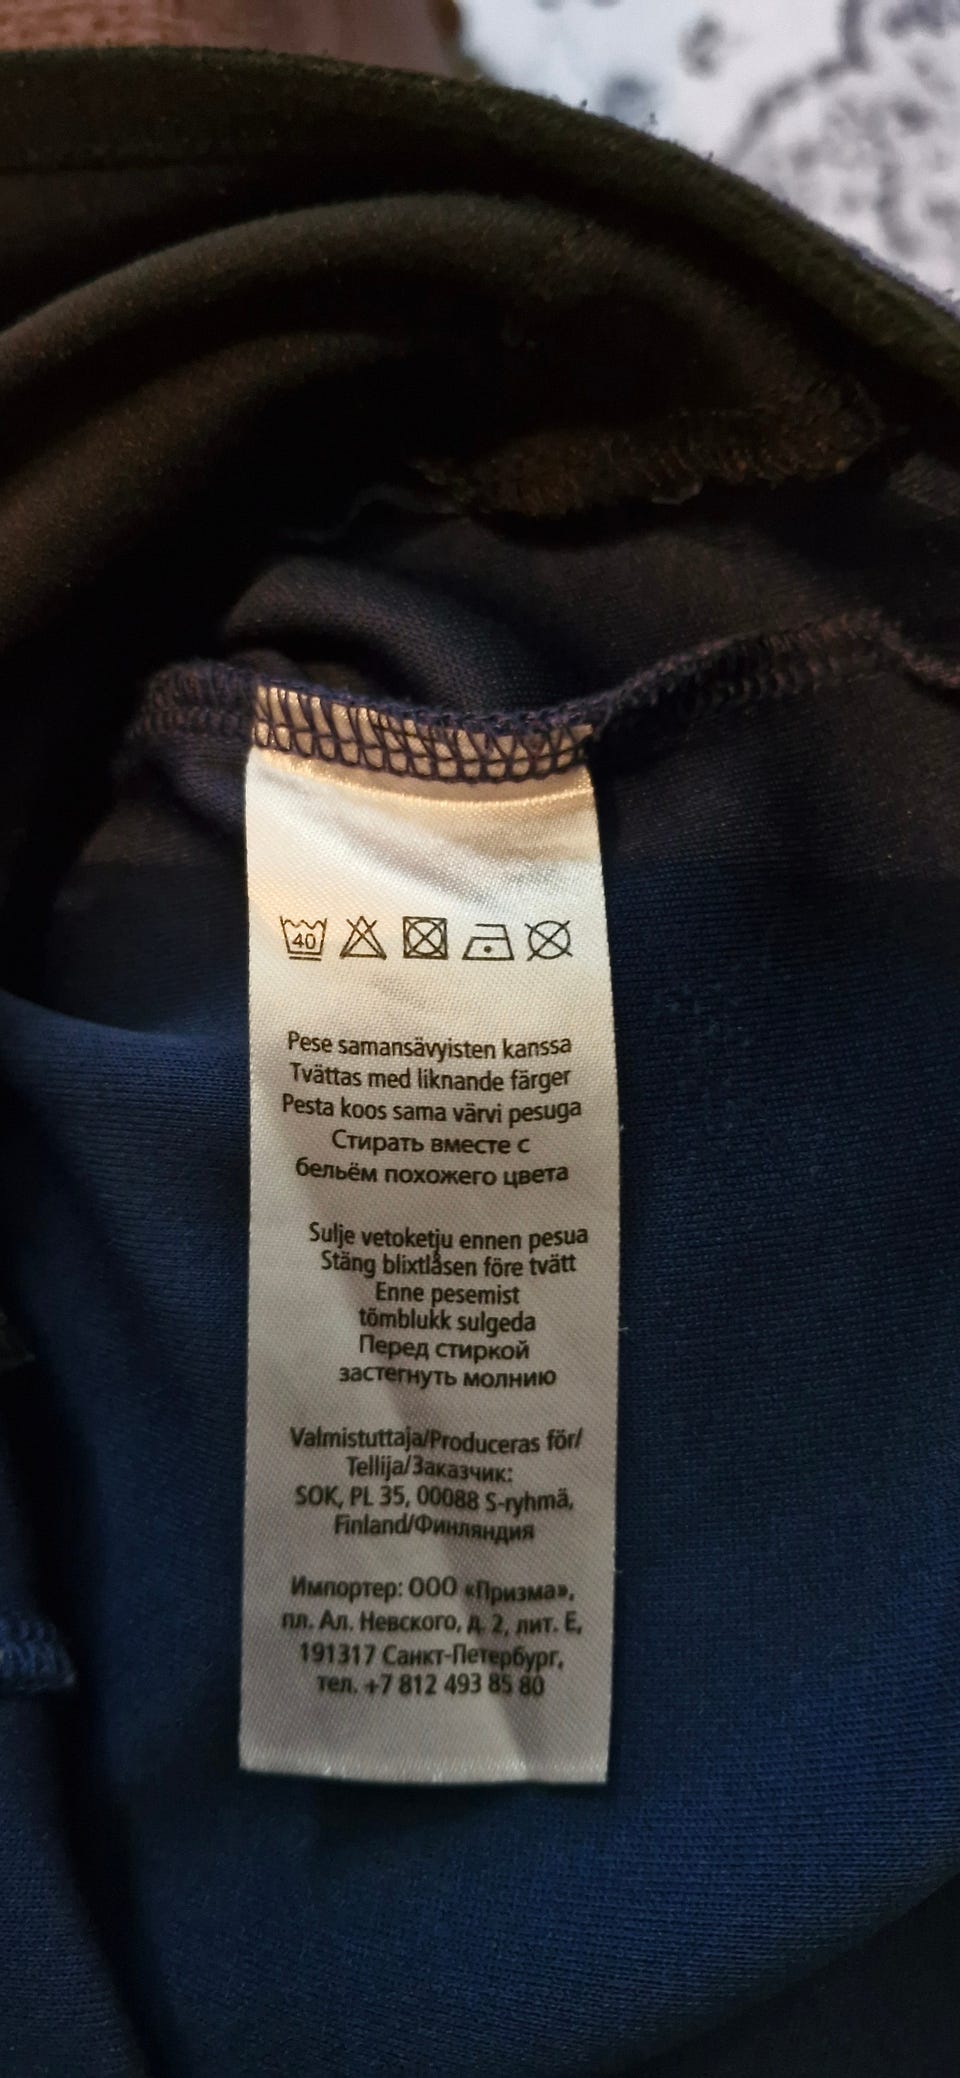 40
Pese samansävyisten kanssa
Tvättas med liknande färger
Pesta koos sama värvi pesuga
Стирать вместе с
бельём похожего цвета
Sulje vetoketju ennen pesua
Stäng blixtlåsen före tvätt
Enne pesemist
tõmblukk sulgeda
Перед стиркой
застегнуть молнию
Valmistuttaja/Produceras för/
Tellija/Заказчик:
SOK, PL 35, 00088 S-ryhmä,
Finland/Финляндия
Импортер: ООО «Призма»,
пл. Ал. Невского, д. 2, лит. Е,
191317 Санкт-Петербург,
тел. +7 812 493 85 80